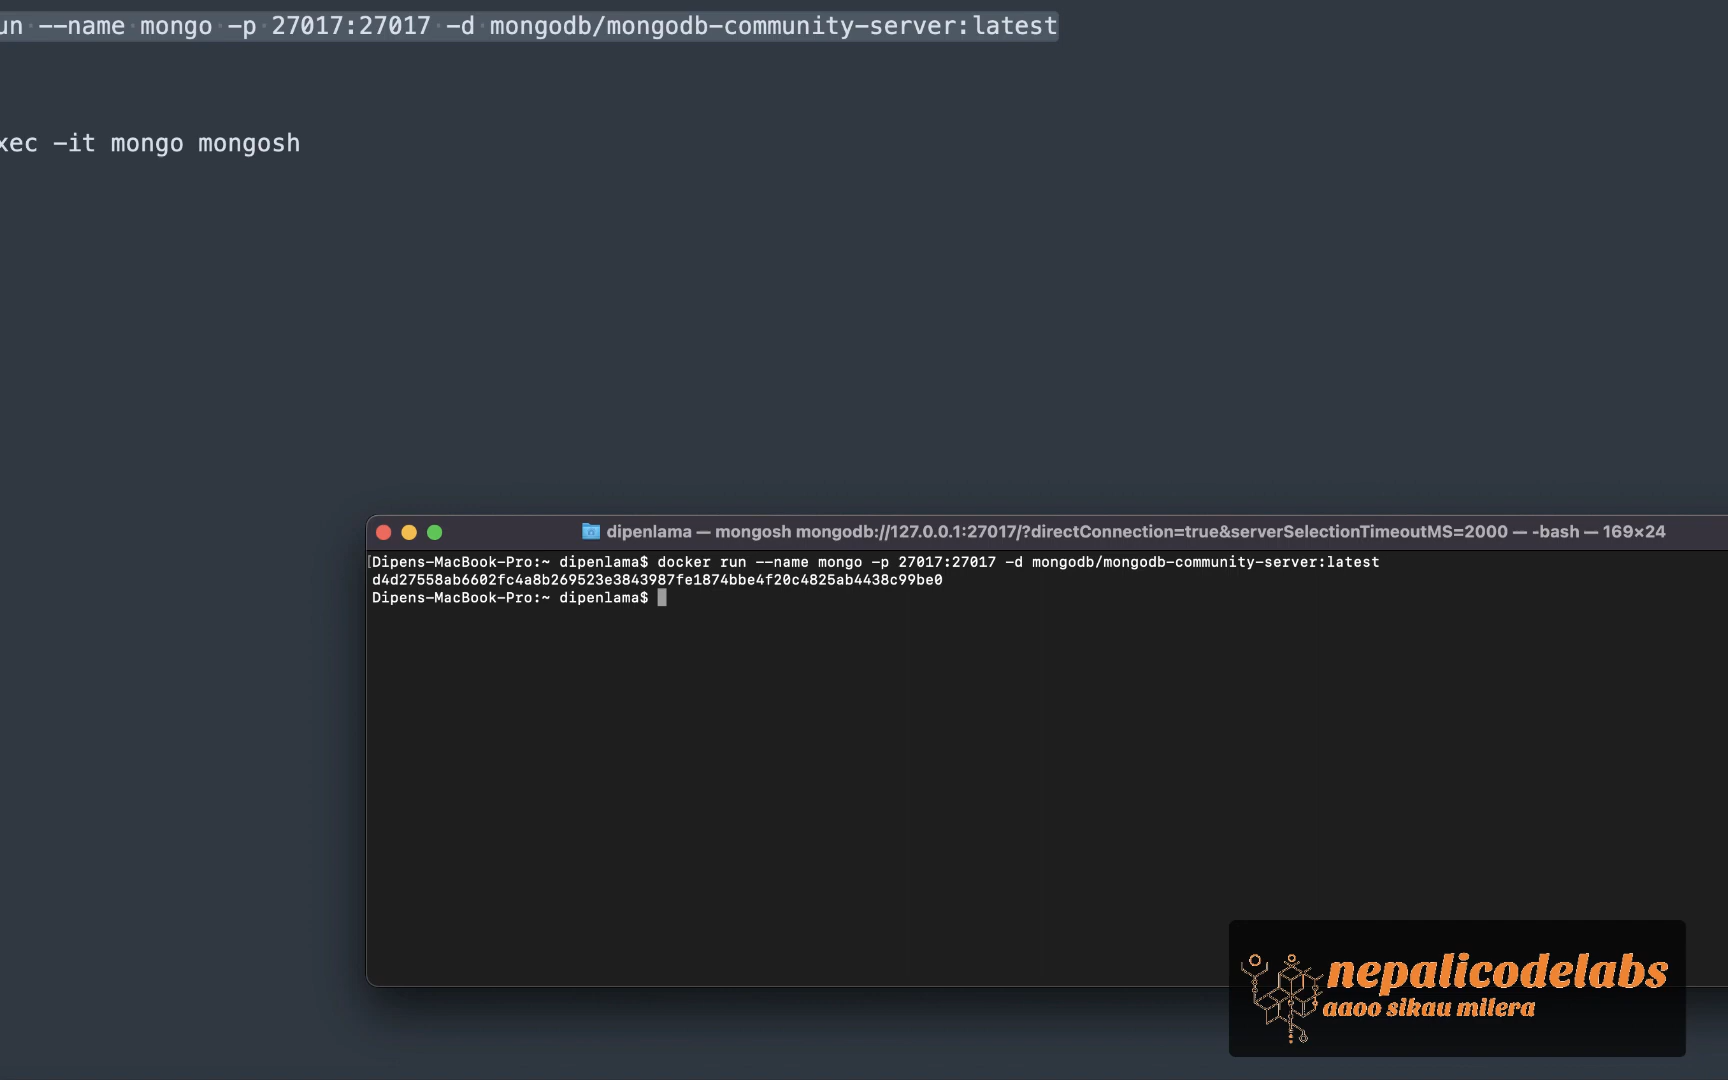 un --name mongo -p 27017:27017 -d mongodb/mongodb-community-server:latest
xec -it mongo mongosh
dipenlama — mongosh mongodb://127.0.0.1:27017/?directConnection=true&serverSelectionTimeoutMS=2000 — -bash — 169×24
[Dipens-MacBook-Pro:~ dipenlama$ docker run --name mongo -p 27017:27017 -d mongodb/mongodb-community-server:latest
d4d27558ab6602fc4a8b269523e3843987fe1874bbe4f20c4825ab4438c99be0
Dipens-MacBook-Pro:~ dipenlama$
nepalicodelabs
aaoo sikau milera